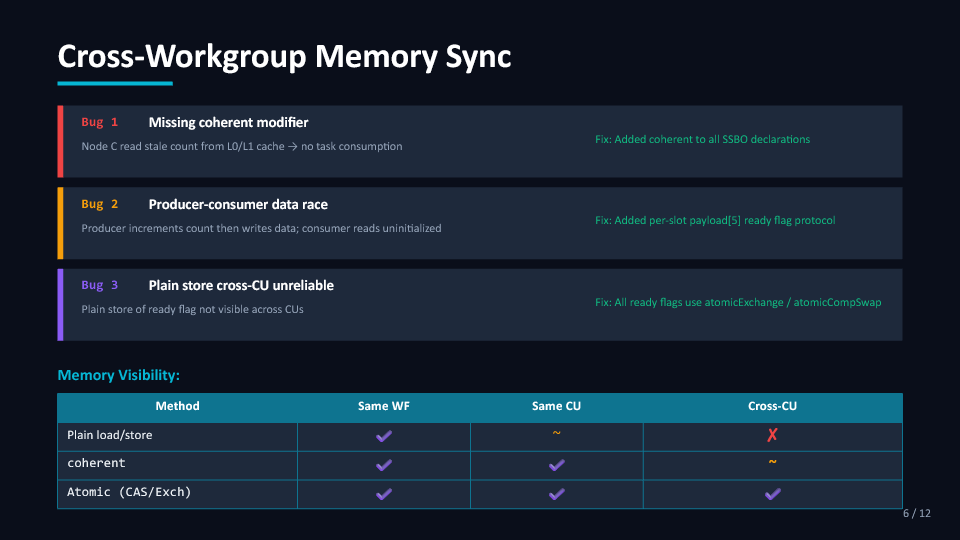 Cross-Workgroup Memory Sync
Bug 1 Missing coherent modifier
Node C read stale count from L0/L1 cache → no task consumption
Fix: Added coherent to all SSBO declarations
Bug 2 Producer-consumer data race
Producer increments count then writes data; consumer reads uninitialized
Fix: Added per-slot payload[5] ready flag protocol
Bug 3 Plain store cross-CU unreliable
Plain store of ready flag not visible across CUs
Fix: All ready flags use atomicExchange / atomicCompSwap
Memory Visibility:
Method Same WF Same CU Cross-CU
Plain load/store ✔ ~ ✗
coherent ✔ ✔ ~
Atomic (CAS/Exch) ✔ ✔ ✔
6 / 12